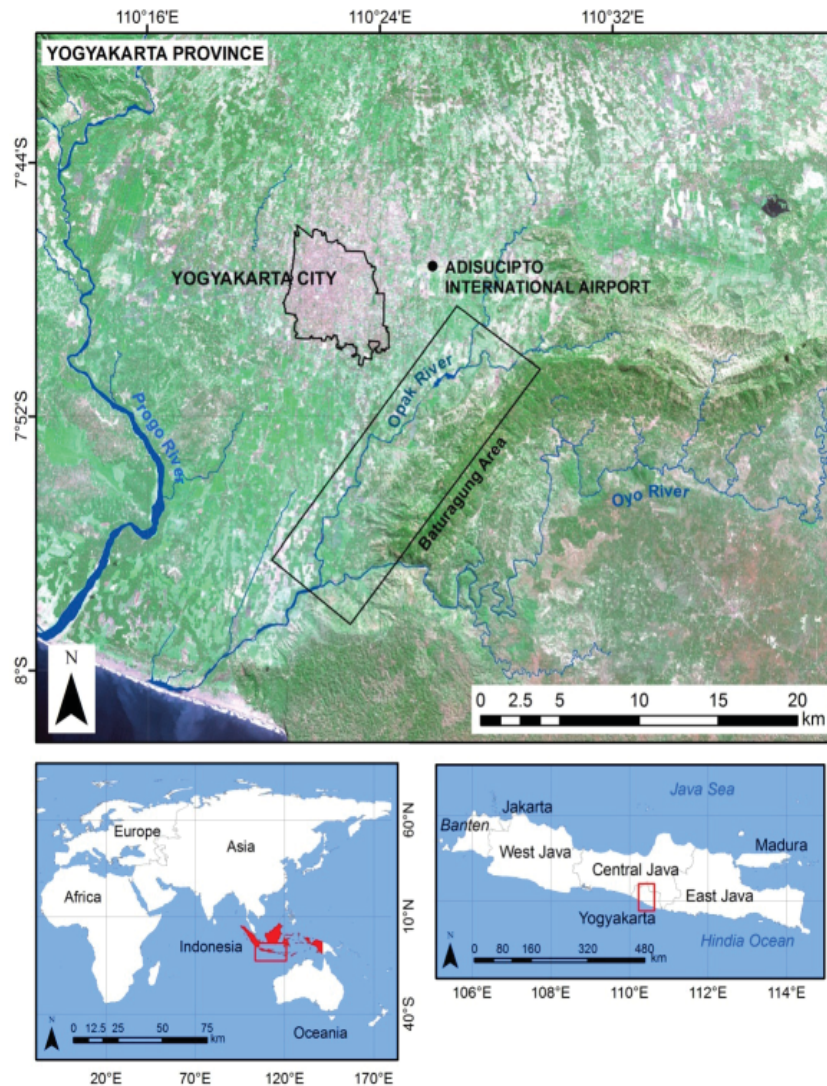 110°16'E 110°24'E 110°32'E
YOGYAKARTA PROVINCE
7°44'S
YOGYAKARTA CITY
ADISUCIPTO
INTERNATIONAL AIRPORT
Opak River
Progo River
7°52'S
Baturagung Area
Oyo River
8°S
N
0 2.5 5 10 15 20
km
Europe
Asia
Africa
Indonesia
Oceania
N
0 12.5 25 50 75
km
60°N
10°N
40°S
20°E 70°E 120°E 170°E
Java Sea
Jakarta
Banten
West Java
Madura
Central Java
East Java
Yogyakarta
Hindia Ocean
N
0 80 160 320 480
km
106°E 108°E 110°E 112°E 114°E